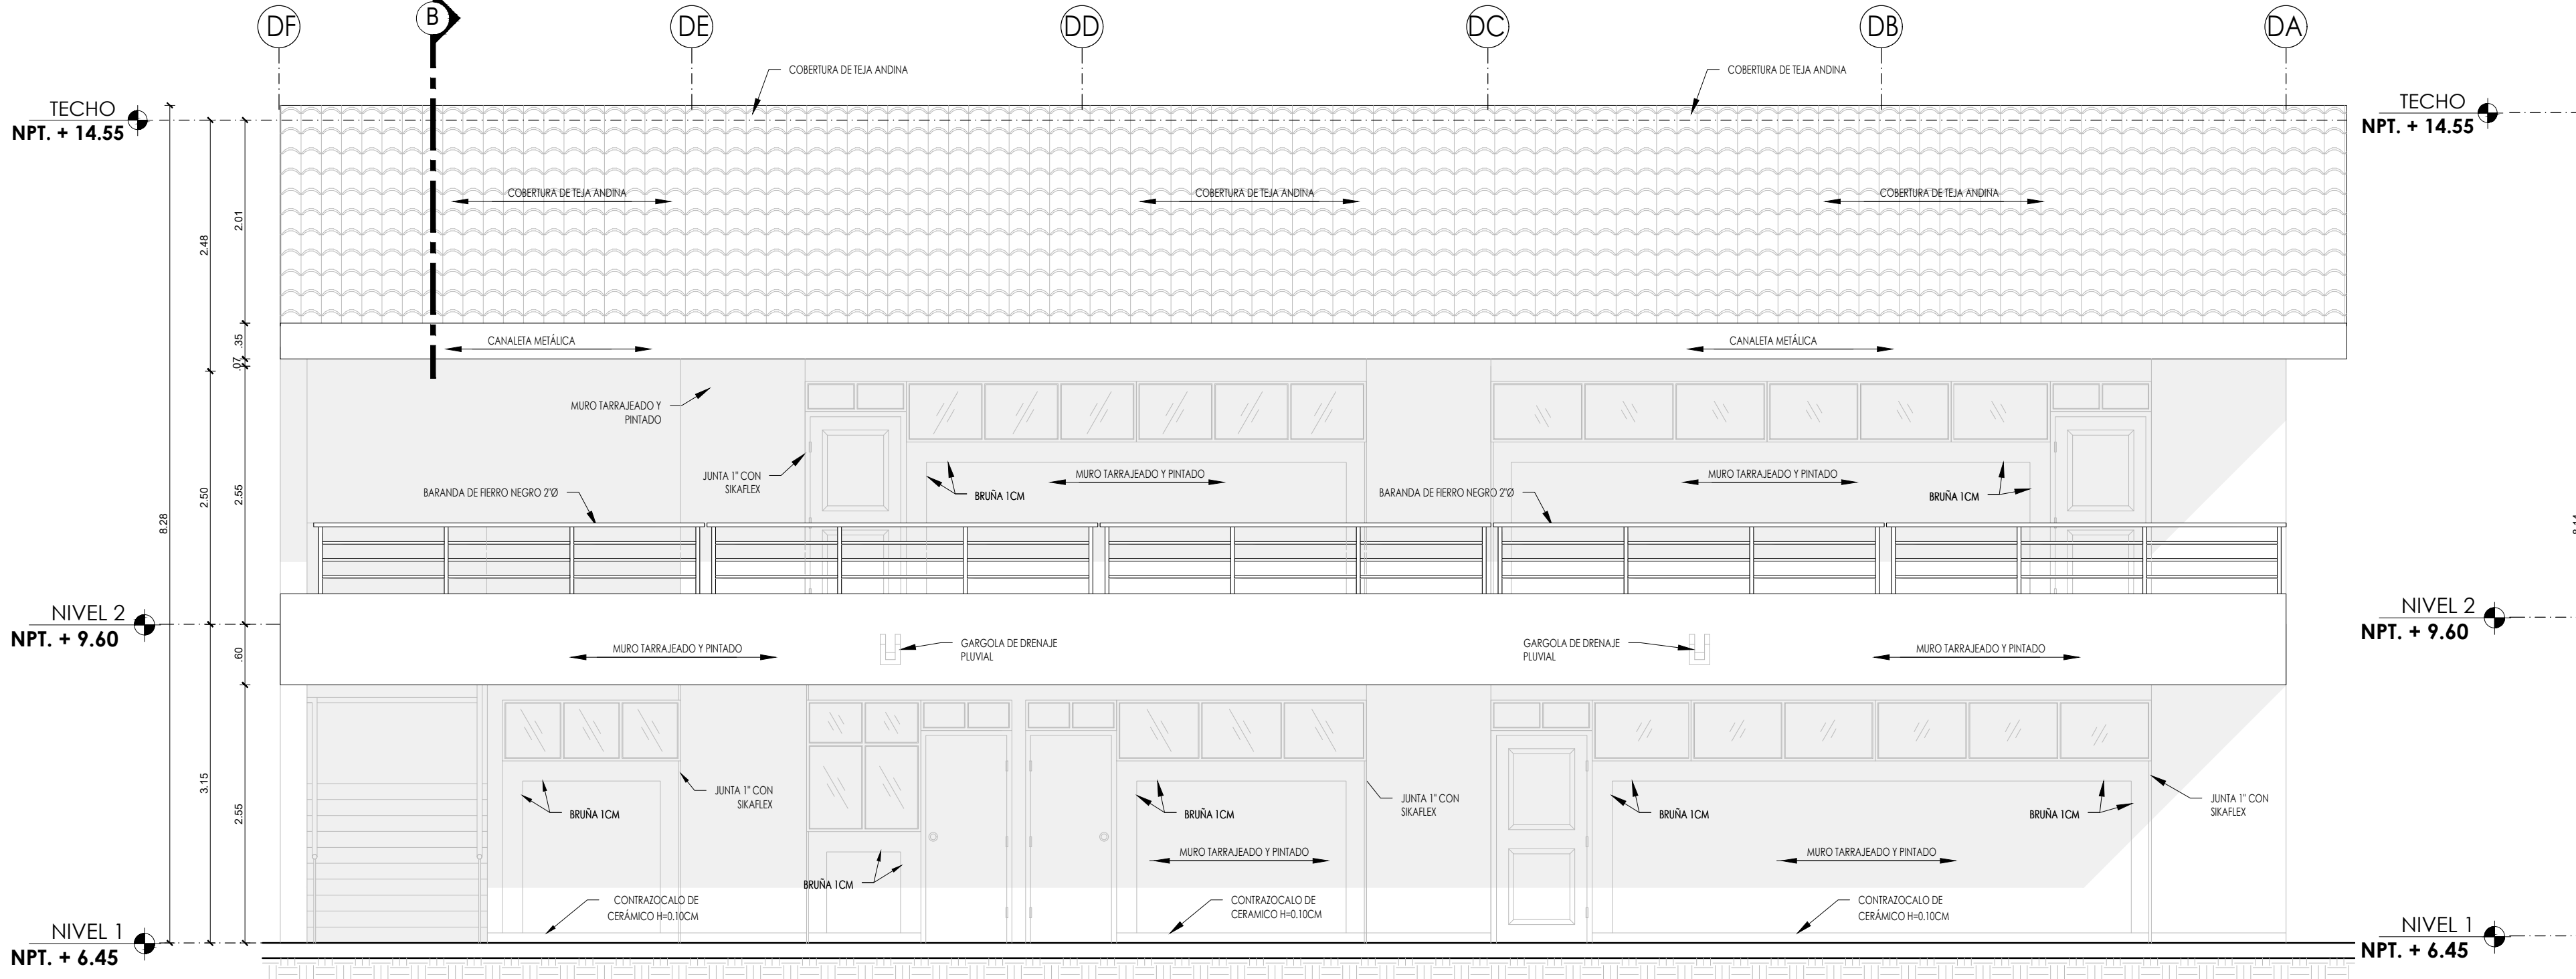 DF
B
DE
DD
DC
DB
DA
COBERTURA DE TEJA ANDINA
COBERTURA DE TEJA ANDINA
TECHO
NPT. + 14.55
TECHO
NPT. + 14.55
COBERTURA DE TEJA ANDINA
COBERTURA DE TEJA ANDINA
COBERTURA DE TEJA ANDINA
2.01
2.48
.35
.07
CANALETA METÁLICA
CANALETA METÁLICA
MURO TARRAJEADO Y
PINTADO
JUNTA 1" CON
SIKAFLEX
MURO TARRAJEADO Y PINTADO
MURO TARRAJEADO Y PINTADO
BARANDA DE FIERRO NEGRO 2"Ø
BRUÑA 1CM
BARANDA DE FIERRO NEGRO 2"Ø
BRUÑA 1CM
2.50
2.55
8.28
NIVEL 2
NPT. + 9.60
NIVEL 2
NPT. + 9.60
.60
MURO TARRAJEADO Y PINTADO
GARGOLA DE DRENAJE
PLUVIAL
GARGOLA DE DRENAJE
PLUVIAL
MURO TARRAJEADO Y PINTADO
3.15
2.55
JUNTA 1" CON
SIKAFLEX
JUNTA 1" CON
SIKAFLEX
JUNTA 1" CON
SIKAFLEX
BRUÑA 1CM
BRUÑA 1CM
BRUÑA 1CM
BRUÑA 1CM
MURO TARRAJEADO Y PINTADO
MURO TARRAJEADO Y PINTADO
BRUÑA 1CM
CONTRAZOCALO DE
CERÁMICO H=0.10CM
CONTRAZOCALO DE
CERAMICO H=0.10CM
CONTRAZOCALO DE
CERÁMICO H=0.10CM
NIVEL 1
NPT. + 6.45
NIVEL 1
NPT. + 6.45